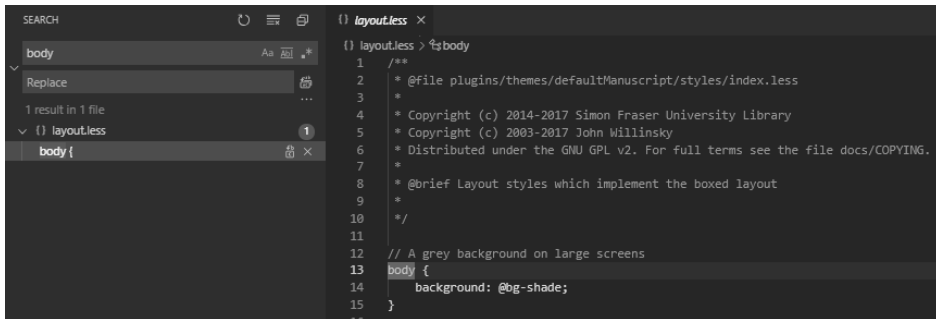 SEARCH
body
Aa Abl .*
Replace
...
1 result in 1 file
{} layout.less 1
body {
{} layout.less ×
{} layout.less > body
1 /**
2 * @file plugins/themes/defaultManuscript/styles/index.less
3 *
4 * Copyright (c) 2014-2017 Simon Fraser University Library
5 * Copyright (c) 2003-2017 John Willinsky
6 * Distributed under the GNU GPL v2. For full terms see the file docs/COPYING.
7 *
8 * @brief Layout styles which implement the boxed layout
9 *
10 */
11
12 // A grey background on large screens
13 body {
14 background: @bg-shade;
15 }